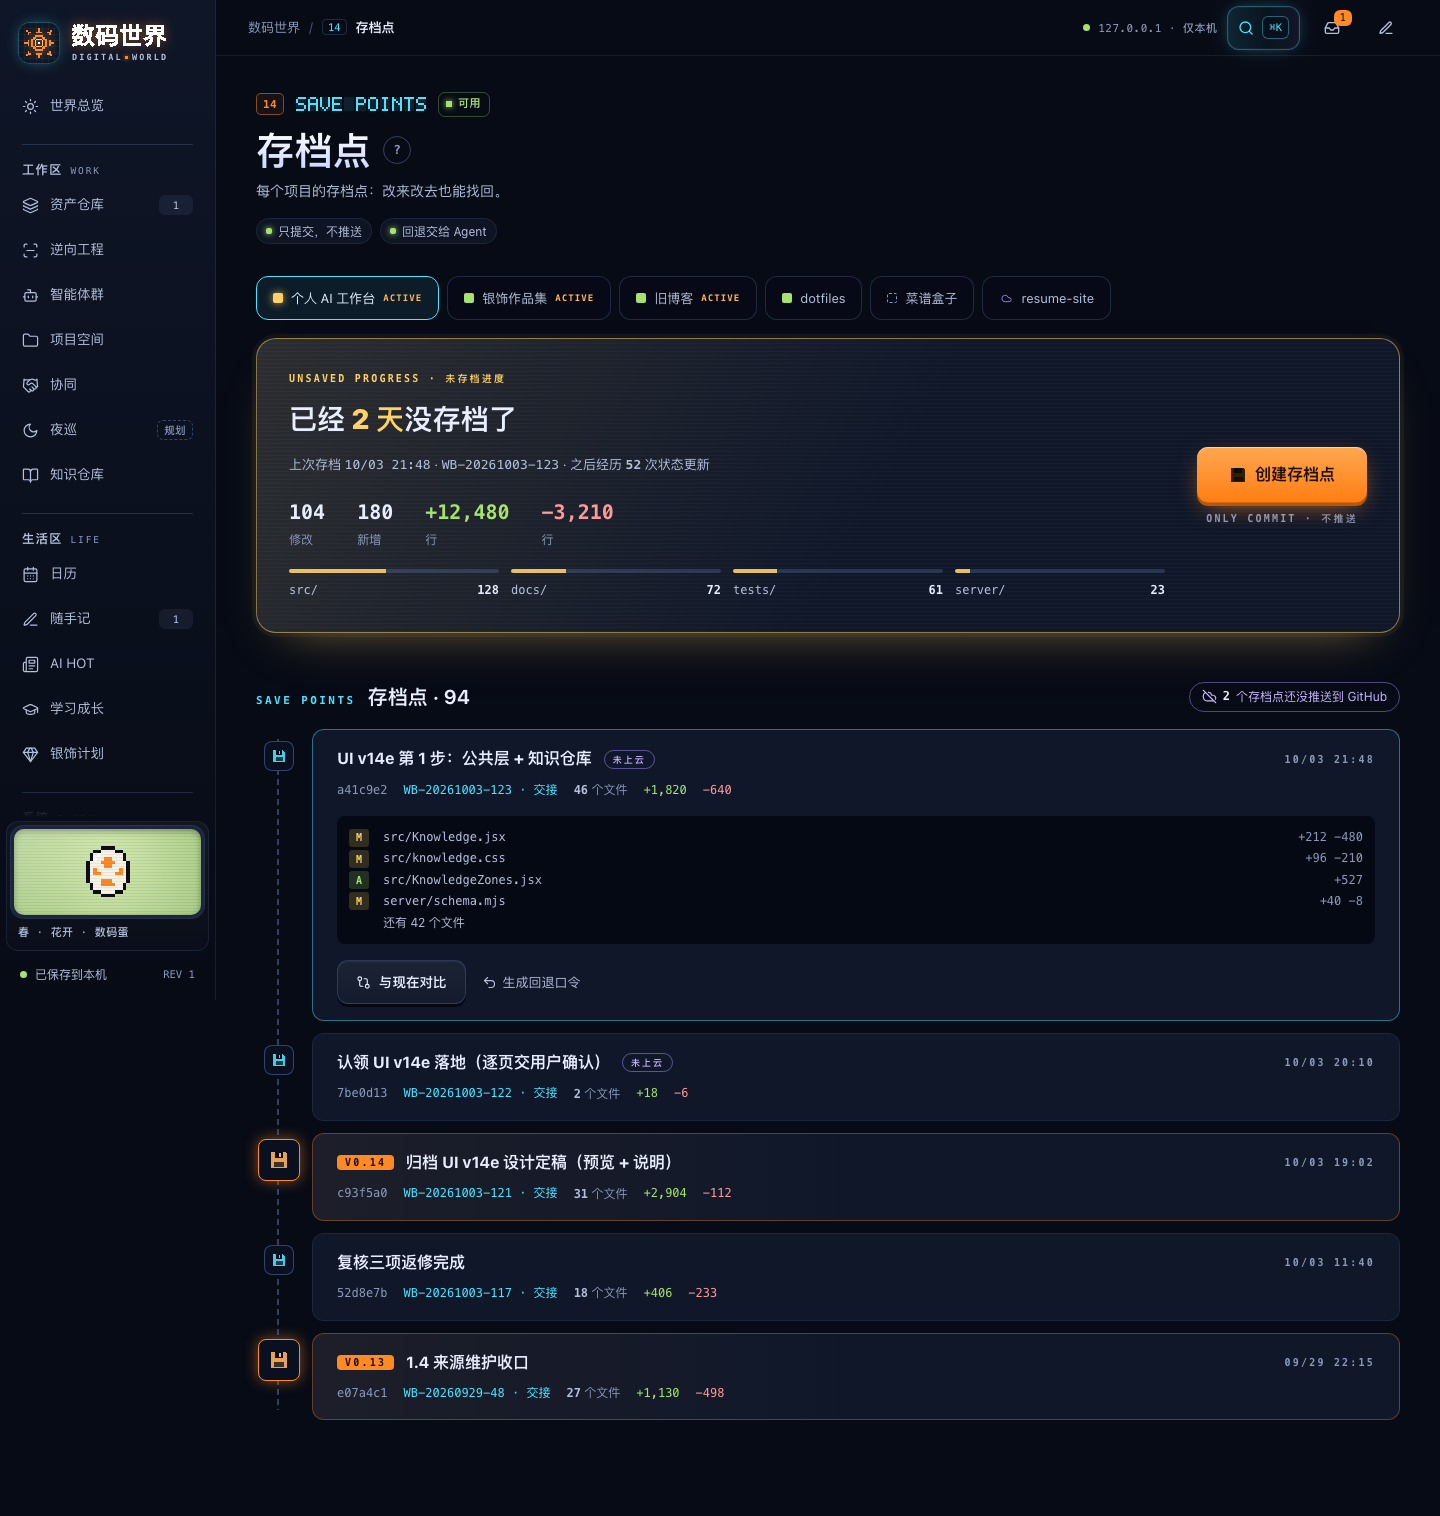 数码世界
DIGITAL WORLD
世界总览
工作区 WORK
资产仓库 1
逆向工程
智能体群
项目空间
协同
夜巡 规划
知识仓库
生活区 LIFE
日历
随手记 1
AI HOT
学习成长
银饰计划
春 · 花开 · 数码蛋
已保存到本机 REV 1
数码世界 / 14 存档点
127.0.0.1 · 仅本机 ⌘K 1
14 SAVE POINTS 可用
存档点 ?
每个项目的存档点：改来改去也能找回。
只提交，不推送 回退交给 Agent
个人 AI 工作台 ACTIVE 银饰作品集 ACTIVE 旧博客 ACTIVE dotfiles 菜谱盒子 resume-site
UNSAVED PROGRESS · 未存档进度
已经 2 天没存档了
上次存档 10/03 21:48 · WB-20261003-123 · 之后经历 52 次状态更新
创建存档点
ONLY COMMIT · 不推送
104 180 +12,480 −3,210
修改 新增 行 行
src/ 128 docs/ 72 tests/ 61 server/ 23
SAVE POINTS 存档点 · 94 2 个存档点还没推送到 GitHub
UI v14e 第 1 步：公共层 + 知识仓库 未上云 10/03 21:48
a41c9e2 WB-20261003-123 · 交接 46 个文件 +1,820 −640
M src/Knowledge.jsx +212 −480
M src/knowledge.css +96 −210
A src/KnowledgeZones.jsx +527
M server/schema.mjs +40 −8
还有 42 个文件
与现在对比 生成回退口令
认领 UI v14e 落地（逐页交用户确认） 未上云 10/03 20:10
7be0d13 WB-20261003-122 · 交接 2 个文件 +18 −6
V0.14 归档 UI v14e 设计定稿（预览 + 说明） 10/03 19:02
c93f5a0 WB-20261003-121 · 交接 31 个文件 +2,904 −112
复核三项返修完成 10/03 11:40
52d8e7b WB-20261003-117 · 交接 18 个文件 +406 −233
V0.13 1.4 来源维护收口 09/29 22:15
e07a4c1 WB-20260929-48 · 交接 27 个文件 +1,130 −498